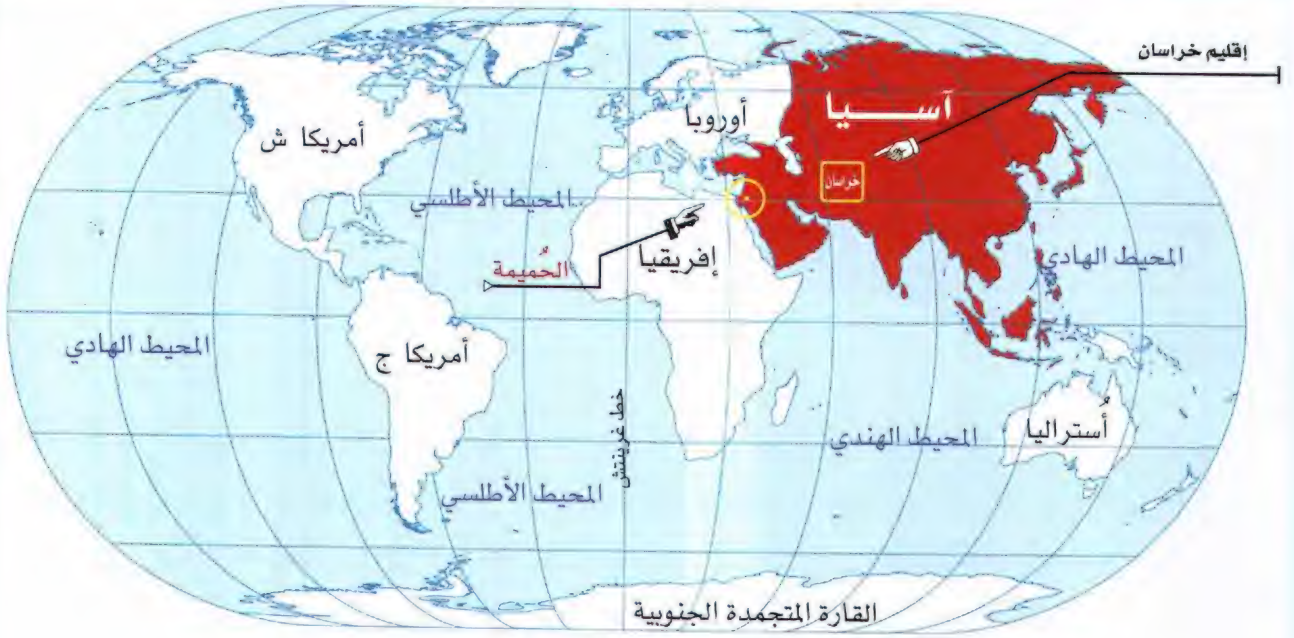 إقليم خراسان
آســـيا
أوروبا
أمريكا ش
خراسان
المحيط الأطلسي
إفريقيا
الحُميمة
المحيط الهادي
المحيط الهادي
أمريكا ج
خط غرينتش
أُستراليا
المحيط الهندي
المحيط الأطلسي
القارة المتجمدة الجنوبية